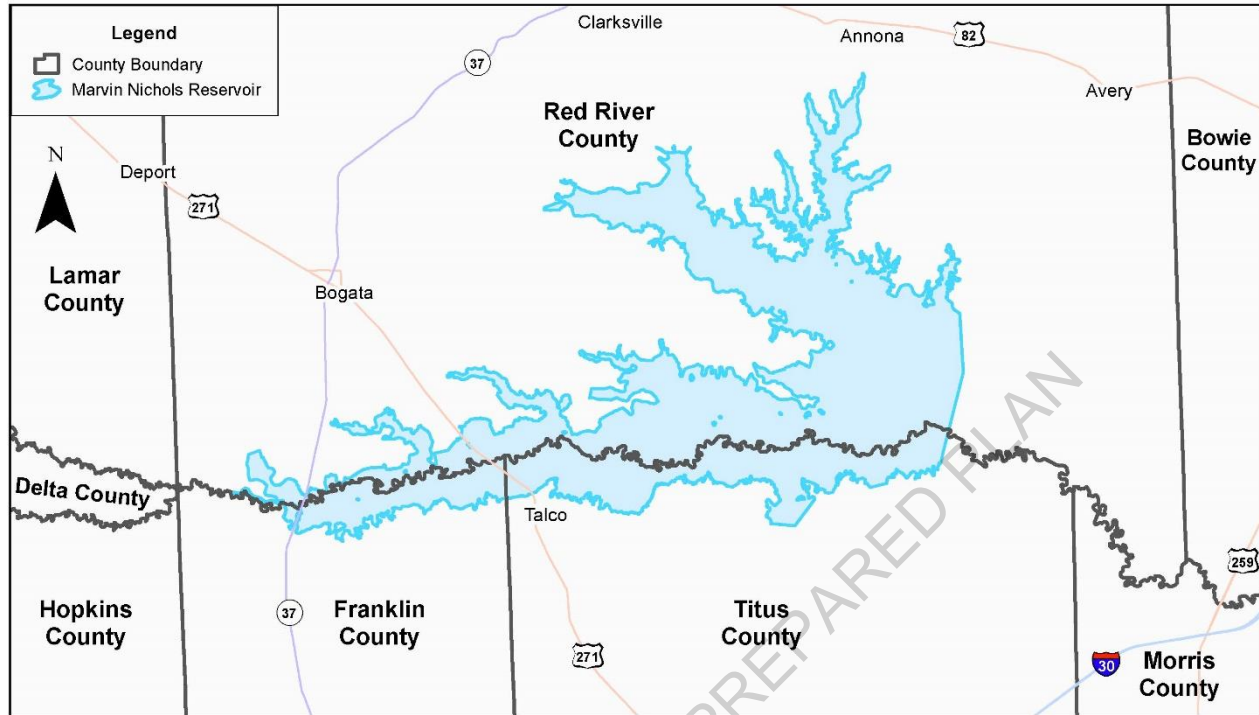 Legend
County Boundary
Marvin Nichols Reservoir
Clarksville
Annona
82
37
Avery
Red River
County
Bowie
County
N
Deport
271
Lamar
County
Bogata
Delta County
Talco
PREPARED PLAN
259
Hopkins
County
37
Franklin
County
Titus
County
271
30
Morris
County